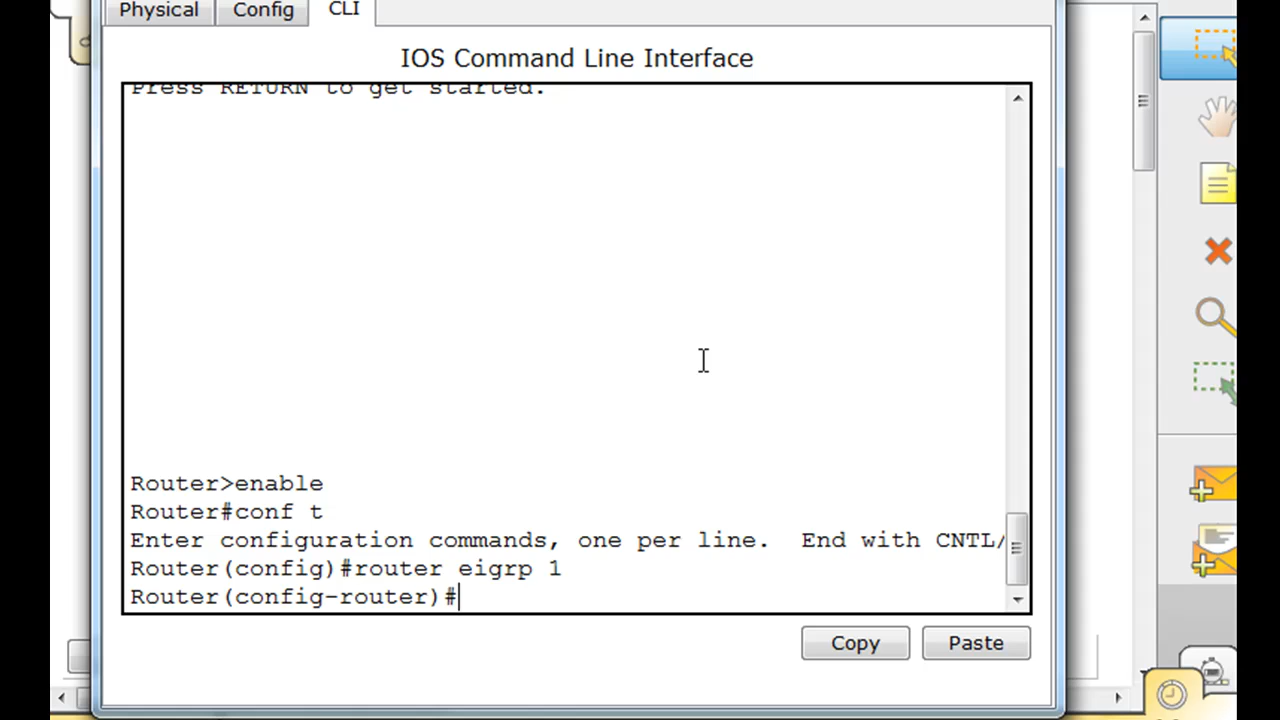 Physical
Config
CLI
IOS Command Line Interface
Press RETURN to get started.
Router>enable
Router#conf t
Enter configuration commands, one per line.  End with CNTL/
Router(config)#router eigrp 1
Router(config-router)#
Copy
Paste